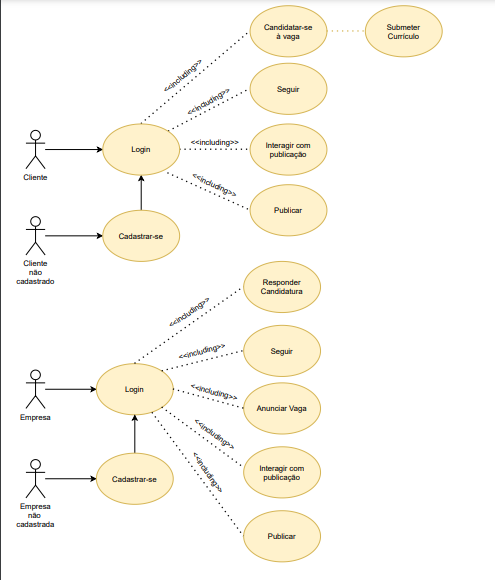 Candidatar-se
à vaga
Submeter
Currículo
<<including>>
Seguir
<<including>>
Login
<<including>>
Interagir com
publicação
Cliente
<<including>>
Publicar
Cadastrar-se
Cliente
não
cadastrado
Responder
Candidatura
<<including>>
Seguir
<<including>>
Login
<<including>>
Anunciar Vaga
Empresa
<<including>>
Interagir com
publicação
<<including>>
Cadastrar-se
Empresa
não
cadastrada
Publicar